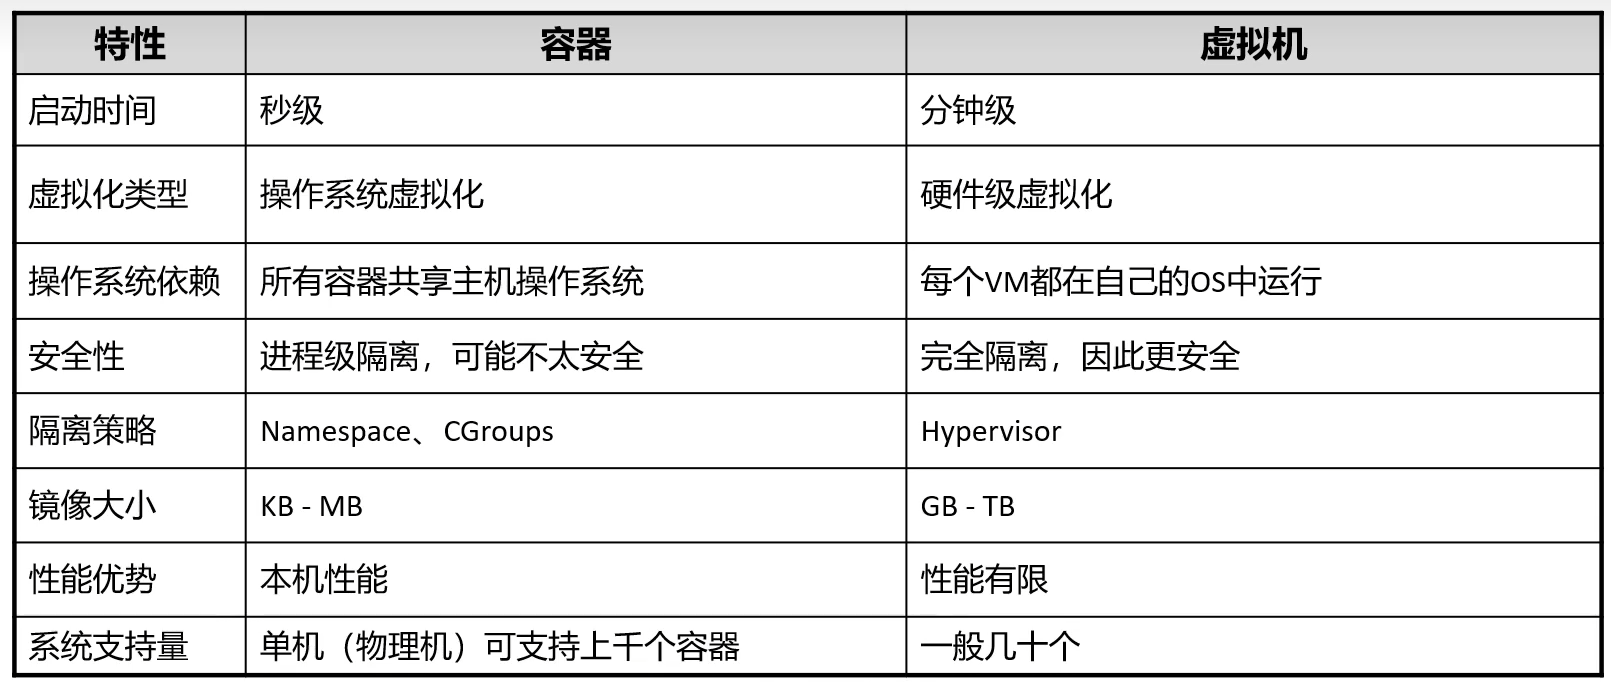 特性 容器 虚拟机
启动时间 秒级 分钟级
虚拟化类型 操作系统虚拟化 硬件级虚拟化
操作系统依赖 所有容器共享主机操作系统 每个VM都在自己的OS中运行
安全性 进程级隔离，可能不太安全 完全隔离，因此更安全
隔离策略 Namespace、CGroups Hypervisor
镜像大小 KB - MB GB - TB
性能优势 本机性能 性能有限
系统支持量 单机（物理机）可支持上千个容器 一般几十个